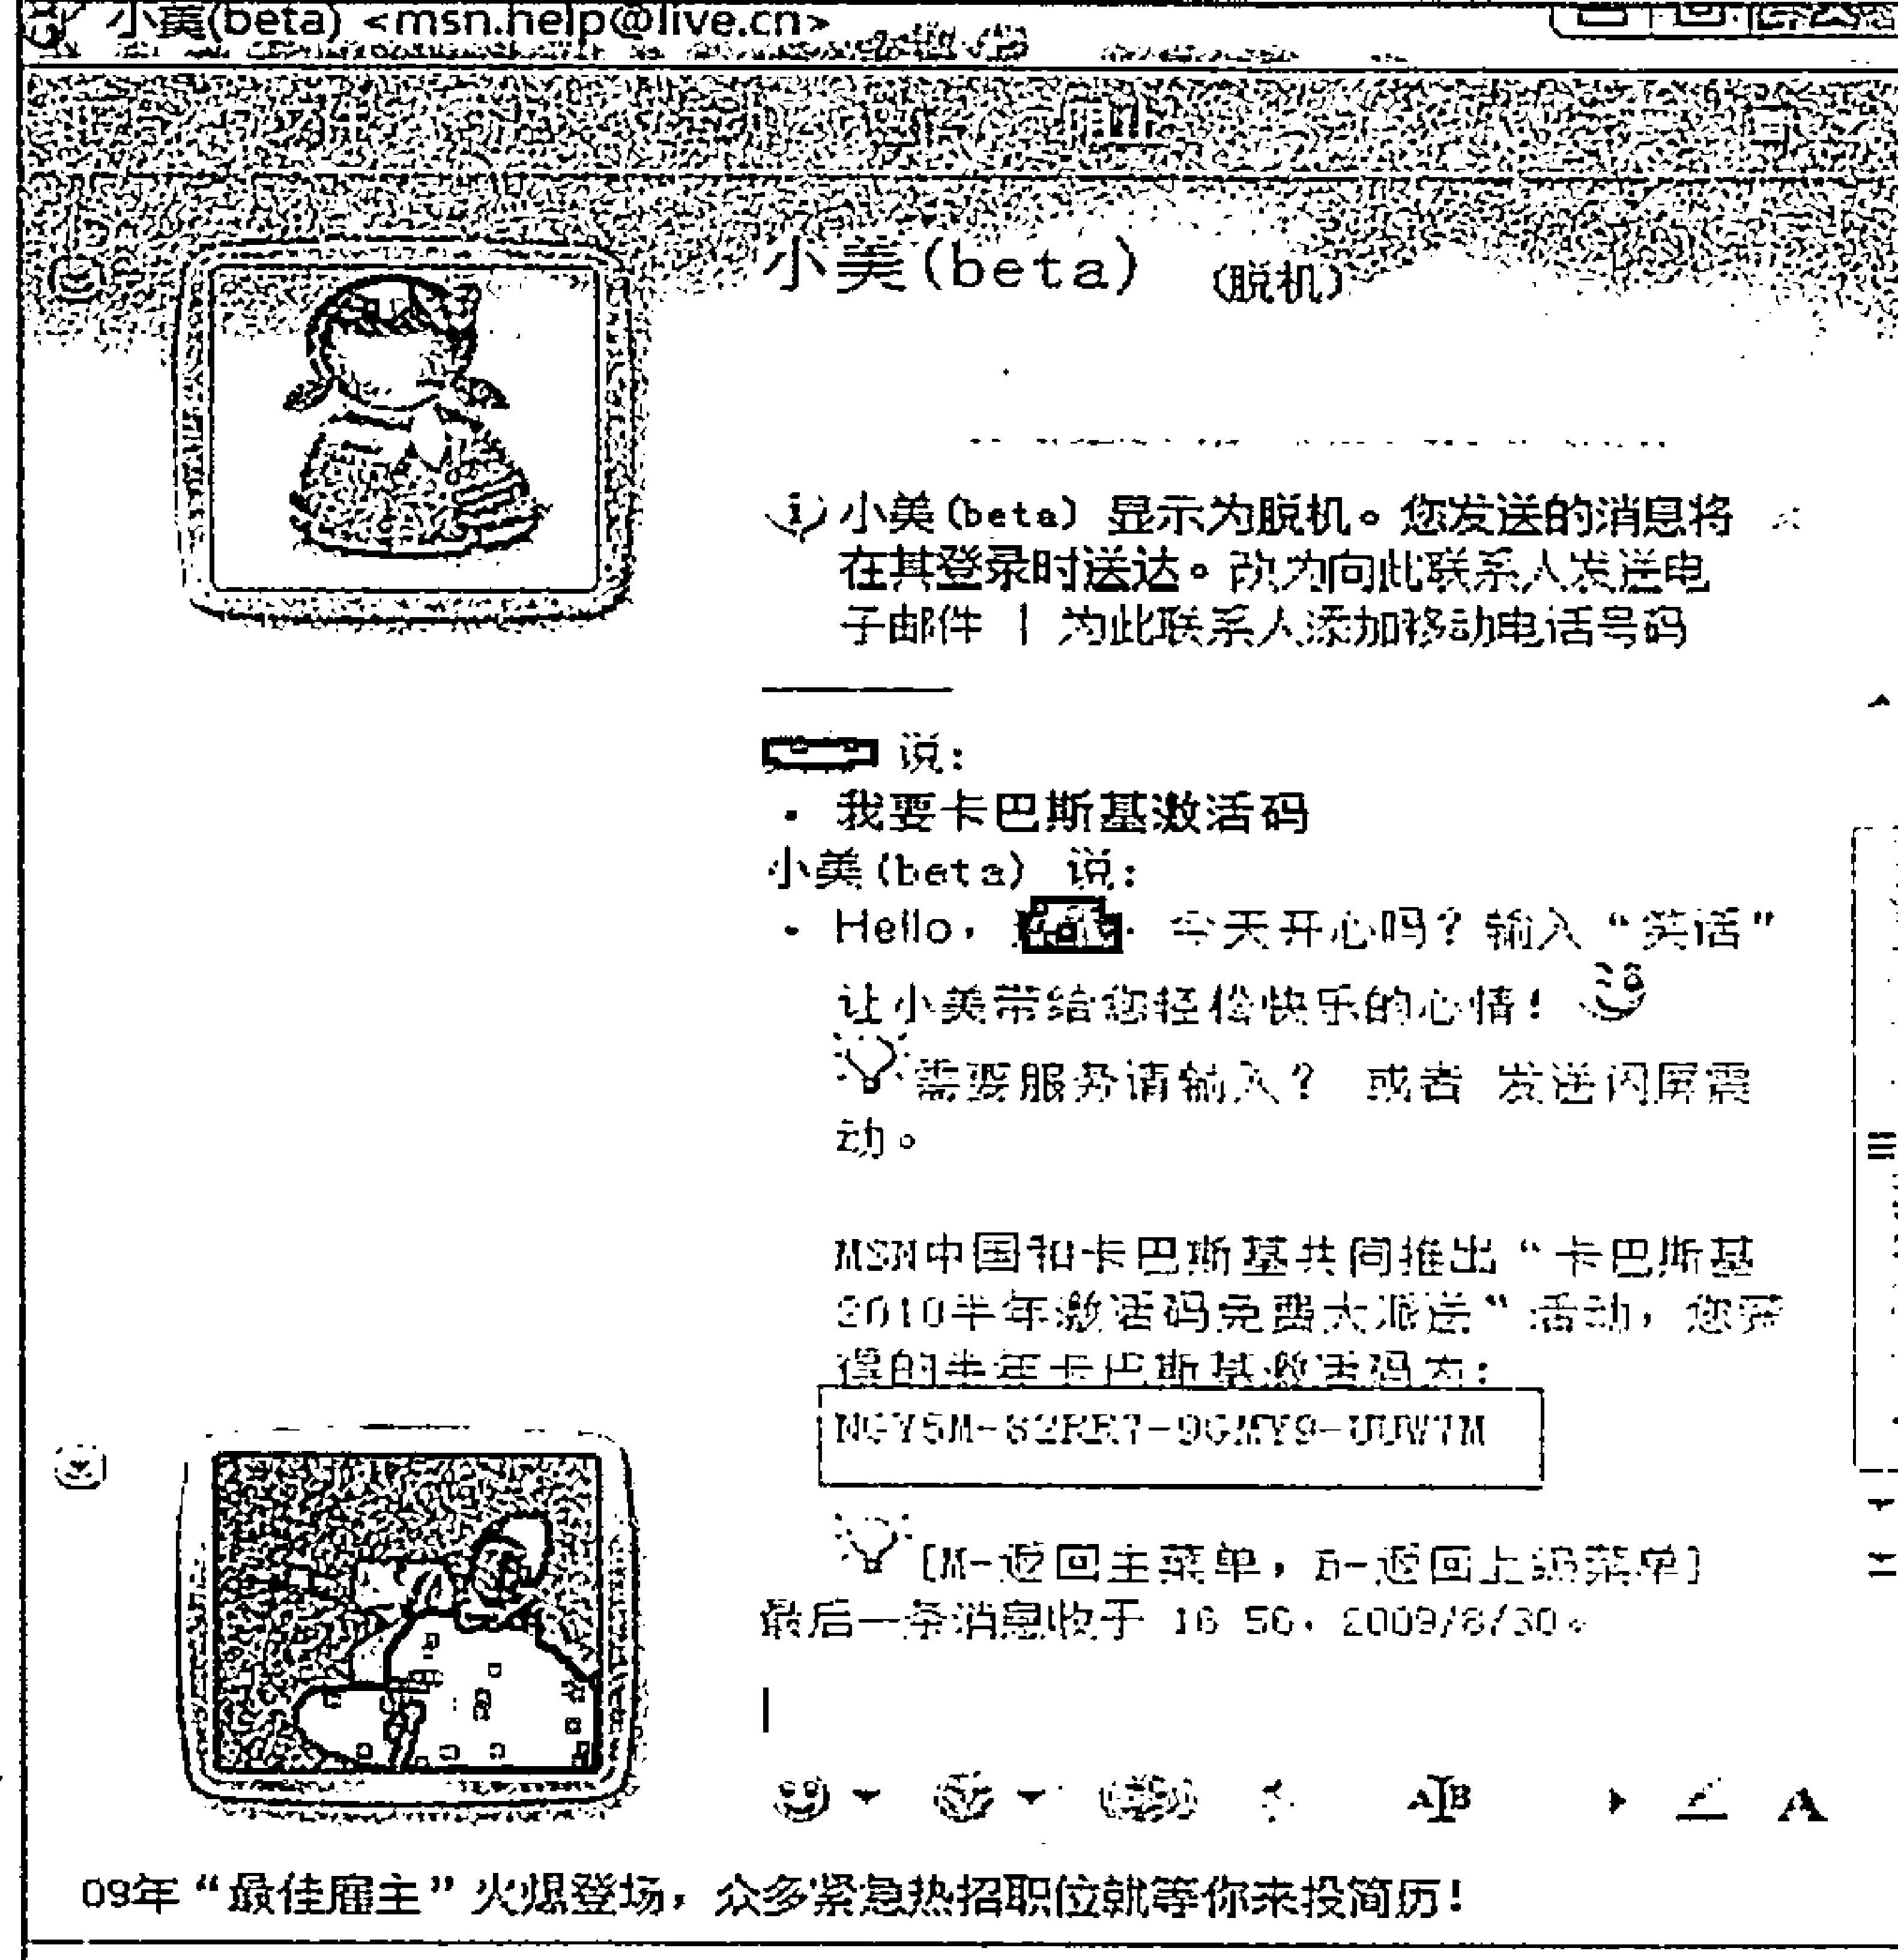 小美(beta) <msn.help@live.cn>
小美(beta) (脱机)
小美(beta) 显示为脱机。您发送的消息将
在其登录时送达。改为向此联系人发送电
子邮件 | 为此联系人添加移动电话号码
说:
· 我要卡巴斯基激活码
小美(beta) 说:
· Hello, 今天开心吗? 输入“笑话”
让小美带给您轻松快乐的心情!
需要服务请输入? 或者 发送闪屏震
动。
MSN中国和卡巴斯基共同推出“卡巴斯基
2010半年激活码免费大派送”活动, 您获
得的半年卡巴斯基激活码为:
[M-返回主菜单, B-返回上级菜单]
最后一条消息收于 16:50, 2009/8/30。
09年“最佳雇主”火爆登场, 众多紧急热招职位就等你来投简历!